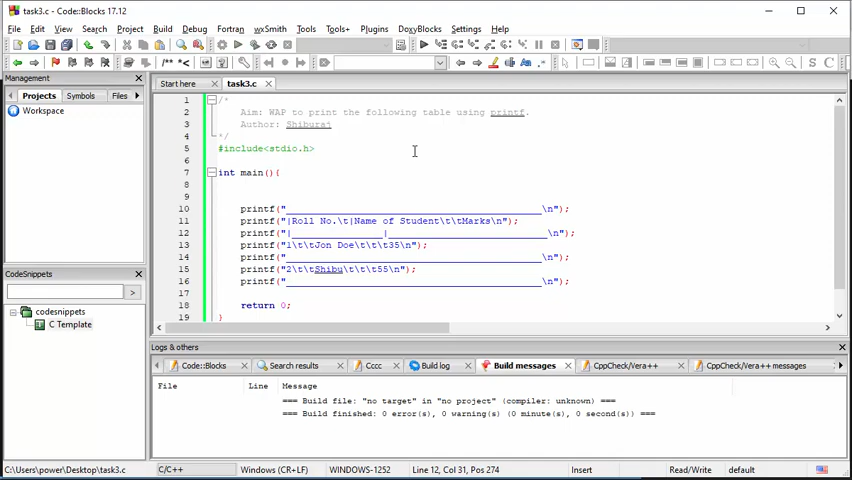 task3.c - Code::Blocks 17.12
File Edit View Search Project Build Debug Fortran wxSmith Tools Tools+ Plugins DoxyBlocks Settings Help
/** *<
Aa .*
S C
Management
Projects Symbols Files
Workspace
CodeSnippets
>
codesnippets
C Template
Start here task3.c
1 /*
2 Aim: WAP to print the following table using printf.
3 Author: Shiburaj
4 */
5 #include<stdio.h>
6
7 int main(){
8
9
10 printf("___________________________________________\n");
11 printf("|Roll No.\t|Name of Student\t\tMarks\n");
12 printf("|_______________|___________________________\n");
13 printf("1\t\tJon Doe\t\t\t35\n");
14 printf("___________________________________________\n");
15 printf("2\t\tShibu\t\t\t55\n");
16 printf("___________________________________________\n");
17
18 return 0;
19 }
Logs & others
Code::Blocks Search results Cccc Build log Build messages CppCheck/Vera++ CppCheck/Vera++ messages
File Line Message
=== Build file: "no target" in "no project" (compiler: unknown) ===
=== Build finished: 0 error(s), 0 warning(s) (0 minute(s), 0 second(s)) ===
C:\Users\power\Desktop\task3.c C/C++ Windows (CR+LF) WINDOWS-1252 Line 12, Col 31, Pos 274 Insert Read/Write default